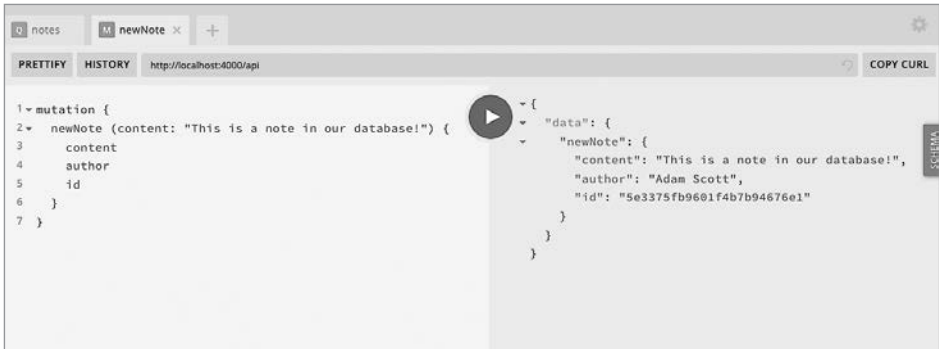 Q notes
M newNote × +
PRETTIFY HISTORY http://localhost:4000/api COPY CURL
1 mutation {
2 newNote (content: "This is a note in our database!") {
3 content
4 author
5 id
6 }
7 }
{
"data": {
"newNote": {
"content": "This is a note in our database!",
"author": "Adam Scott",
"id": "5e3375fb9601f4b7b94676e1"
}
}
}
SCHEMA